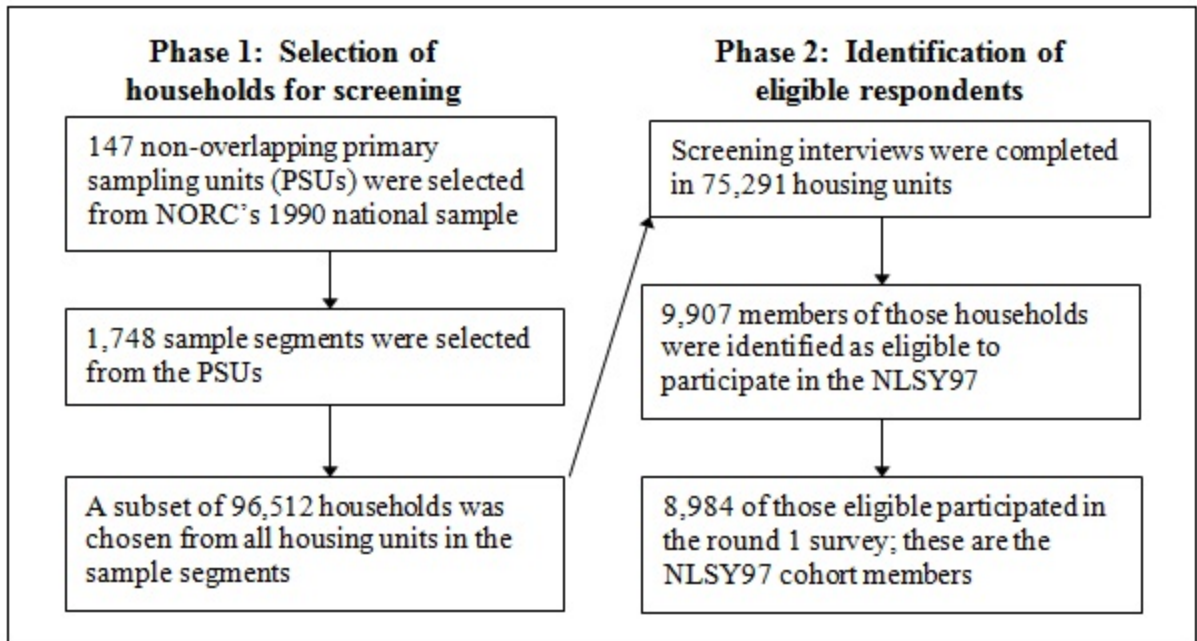 Phase 1:  Selection of
households for screening
147 non-overlapping primary
sampling units (PSUs) were selected
from NORC's 1990 national sample
1,748 sample segments were selected
from the PSUs
A subset of 96,512 households was
chosen from all housing units in the
sample segments
Phase 2:  Identification of
eligible respondents
Screening interviews were completed
in 75,291 housing units
9,907 members of those households
were identified as eligible to
participate in the NLSY97
8,984 of those eligible participated in
the round 1 survey; these are the
NLSY97 cohort members